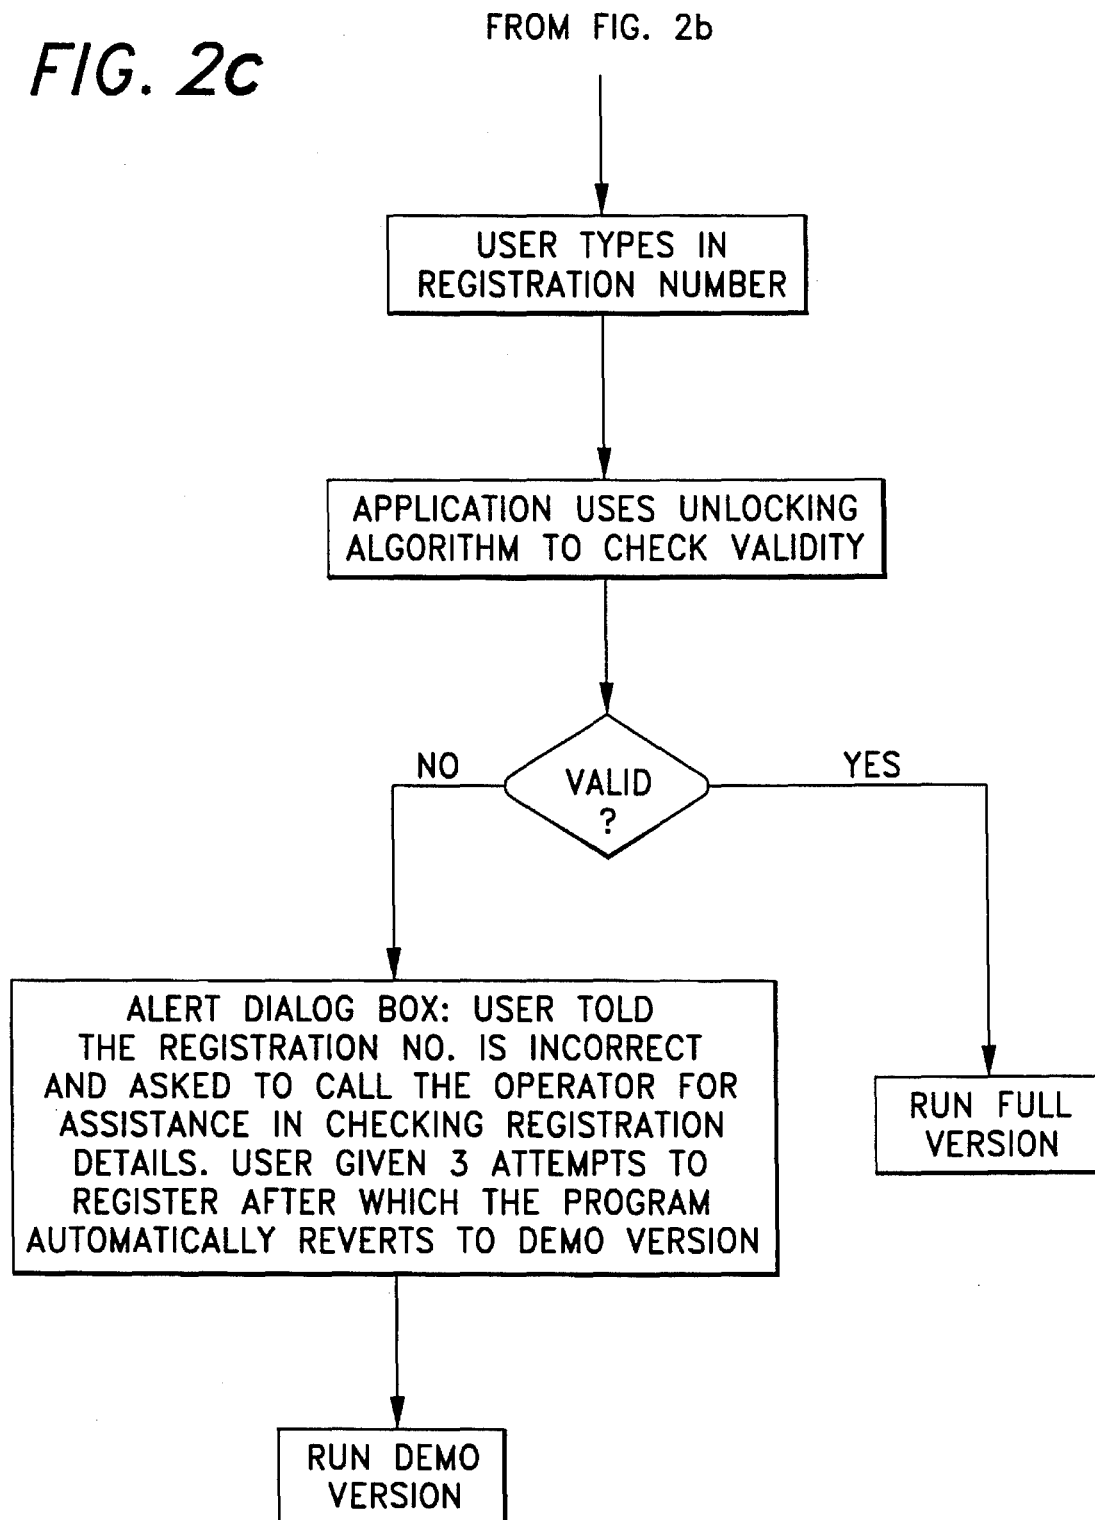 FIG. 2c
FROM FIG. 2b
USER TYPES IN
REGISTRATION NUMBER
APPLICATION USES UNLOCKING
ALGORITHM TO CHECK VALIDITY
NO
VALID
?
YES
ALERT DIALOG BOX: USER TOLD
THE REGISTRATION NO. IS INCORRECT
AND ASKED TO CALL THE OPERATOR FOR
ASSISTANCE IN CHECKING REGISTRATION
DETAILS. USER GIVEN 3 ATTEMPTS TO
REGISTER AFTER WHICH THE PROGRAM
AUTOMATICALLY REVERTS TO DEMO VERSION
RUN FULL
VERSION
RUN DEMO
VERSION